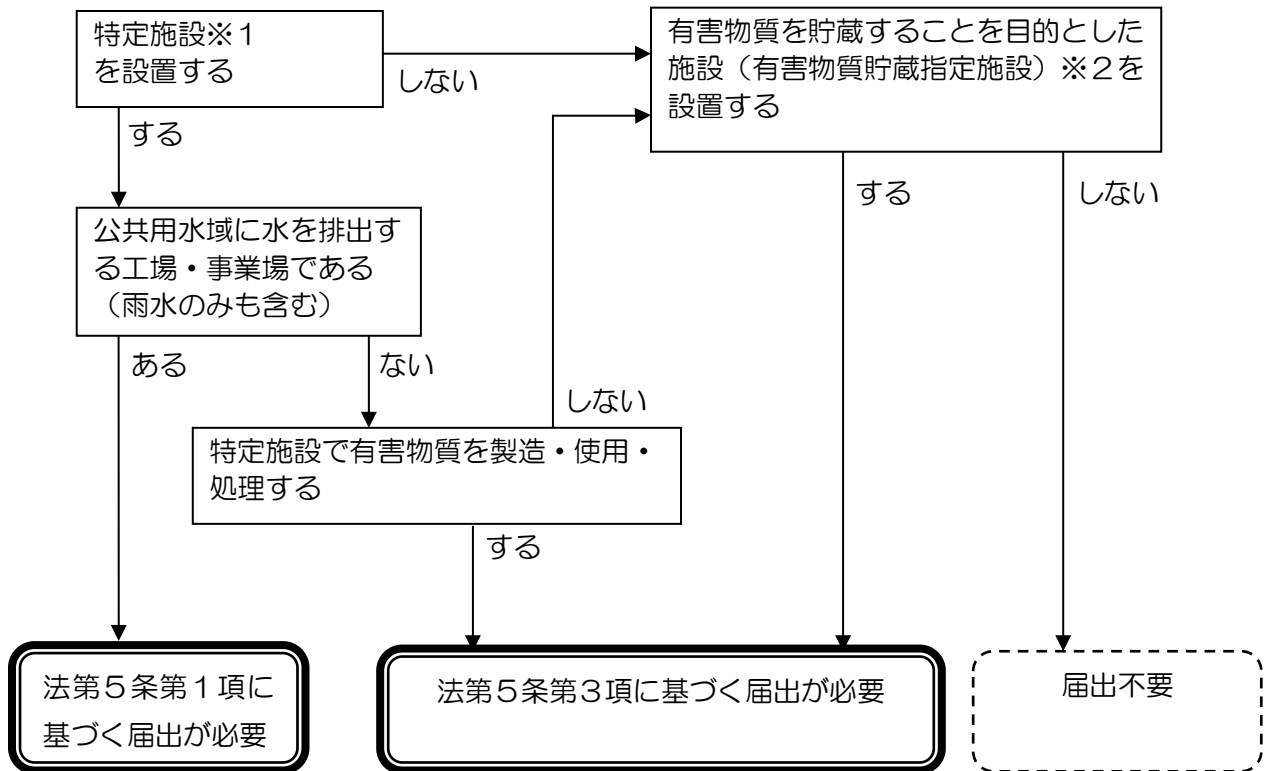 特定施設※1
を設置する
しない
する
有害物質を貯蔵することを目的とした
施設(有害物質貯蔵指定施設)※2を
設置する
する
しない
公共用水域に水を排出す
る工場・事業場である
(雨水のみも含む)
ある
ない
しない
特定施設で有害物質を製造・使用・
処理する
する
法第5条第1項に
基づく届出が必要
法第5条第3項に基づく届出が必要
届出不要